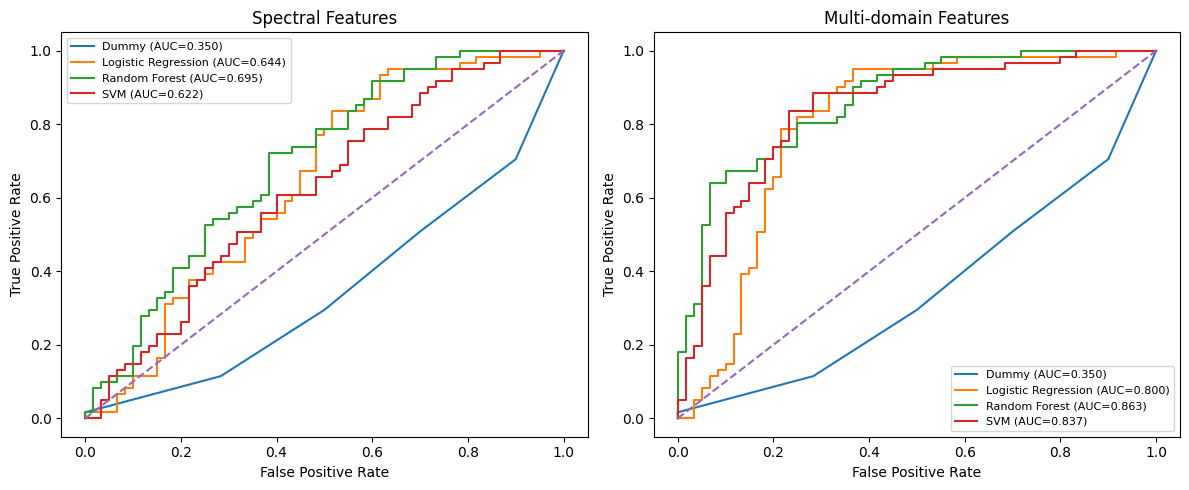 Spectral Features
True Positive Rate
1.0
0.8
0.6
0.4
0.2
0.0
Dummy (AUC=0.350)
Logistic Regression (AUC=0.644)
Random Forest (AUC=0.695)
SVM (AUC=0.622)
0.0 0.2 0.4 0.6 0.8 1.0
False Positive Rate
Multi-domain Features
True Positive Rate
1.0
0.8
0.6
0.4
0.2
0.0
Dummy (AUC=0.350)
Logistic Regression (AUC=0.800)
Random Forest (AUC=0.863)
SVM (AUC=0.837)
0.0 0.2 0.4 0.6 0.8 1.0
False Positive Rate